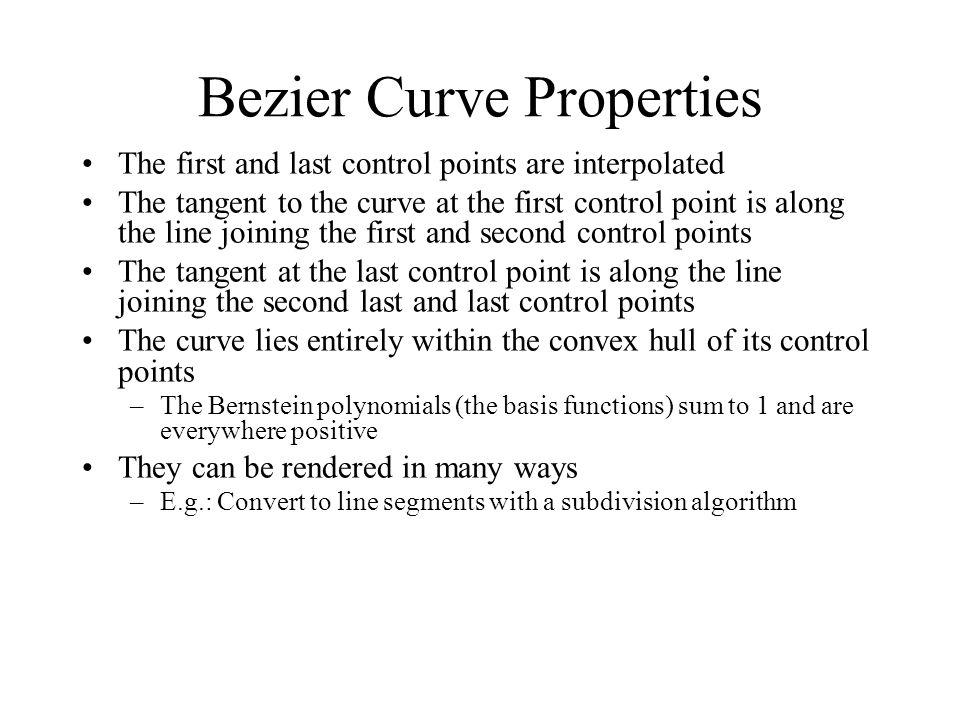 Bezier Curve Properties
• The first and last control points are interpolated
• The tangent to the curve at the first control point is along
the line joining the first and second control points
• The tangent at the last control point is along the line
joining the second last and last control points
• The curve lies entirely within the convex hull of its control
points
– The Bernstein polynomials (the basis functions) sum to 1 and are
everywhere positive
• They can be rendered in many ways
– E.g.: Convert to line segments with a subdivision algorithm